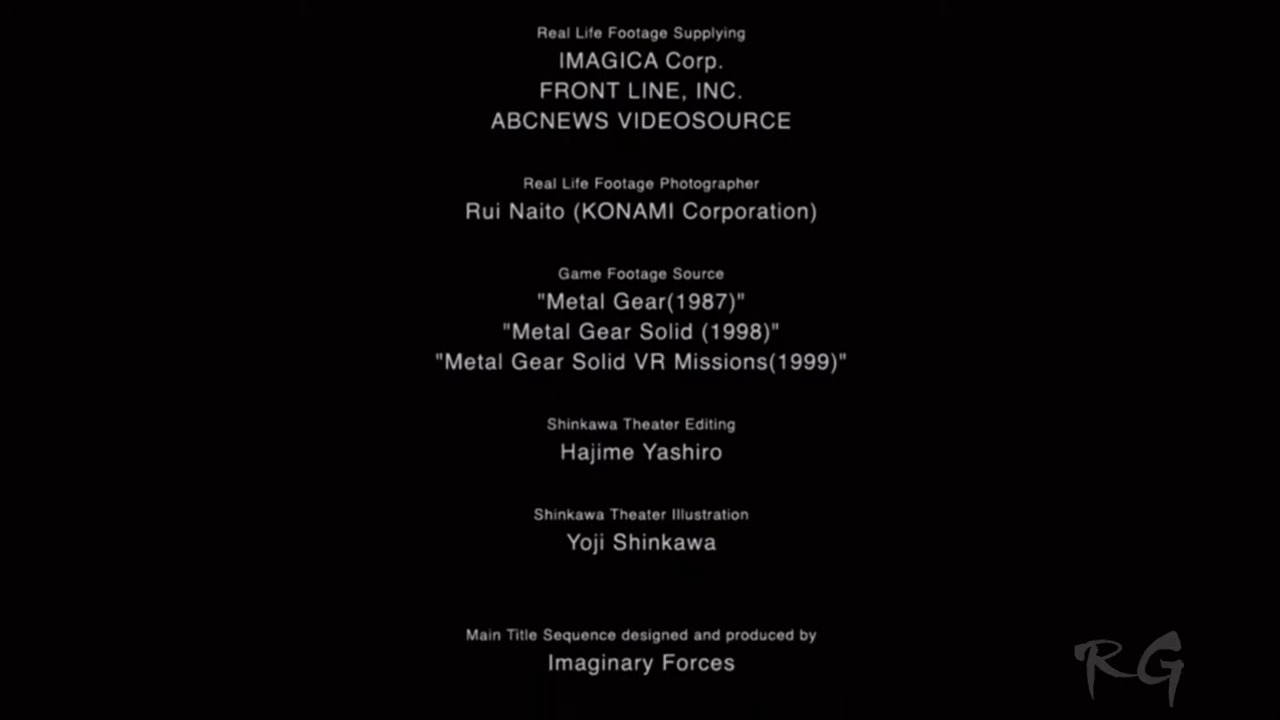 Real Life Footage Supplying
IMAGICA Corp.
FRONT LINE, INC.
ABCNEWS VIDEOSOURCE
Real Life Footage Photographer
Rui Naito (KONAMI Corporation)
Game Footage Source
"Metal Gear(1987)"
"Metal Gear Solid (1998)"
"Metal Gear Solid VR Missions(1999)"
Shinkawa Theater Editing
Hajime Yashiro
Shinkawa Theater Illustration
Yoji Shinkawa
Main Title Sequence designed and produced by
Imaginary Forces
RG